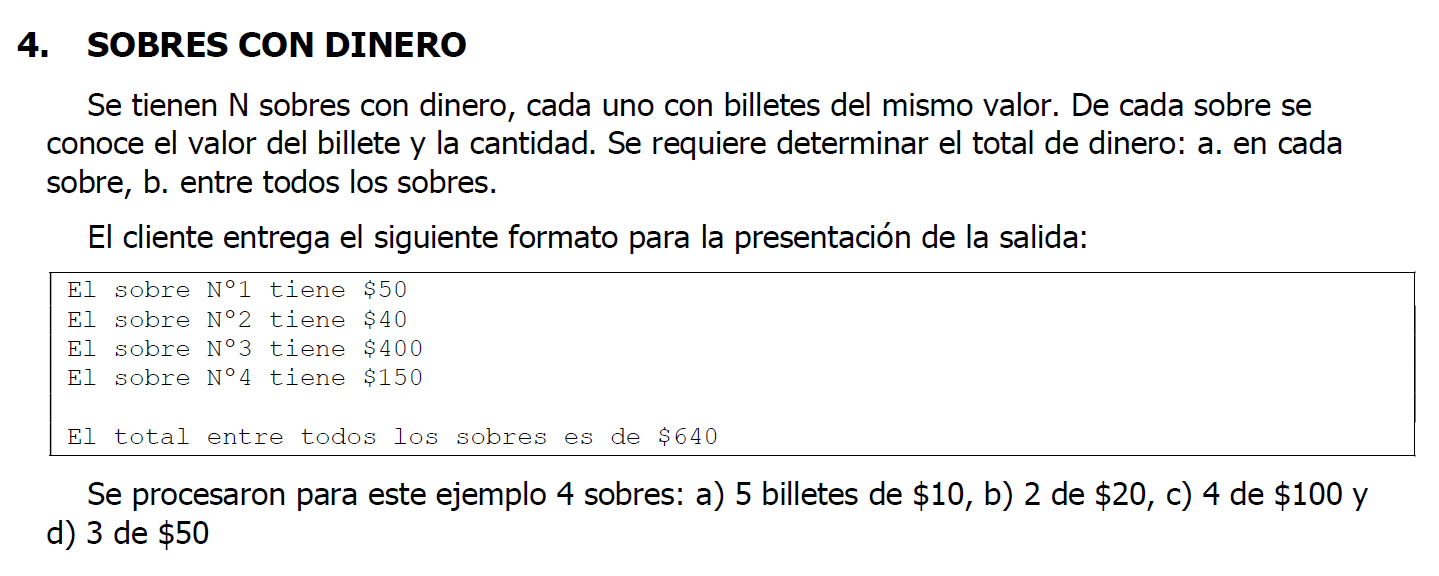 4. SOBRES CON DINERO
Se tienen N sobres con dinero, cada uno con billetes del mismo valor. De cada sobre se
conoce el valor del billete y la cantidad. Se requiere determinar el total de dinero: a. en cada
sobre, b. entre todos los sobres.
El cliente entrega el siguiente formato para la presentación de la salida:
El sobre Nº1 tiene $50
El sobre Nº2 tiene $40
El sobre Nº3 tiene $400
El sobre Nº4 tiene $150
El total entre todos los sobres es de $640
Se procesaron para este ejemplo 4 sobres: a) 5 billetes de $10, b) 2 de $20, c) 4 de $100 y
d) 3 de $50